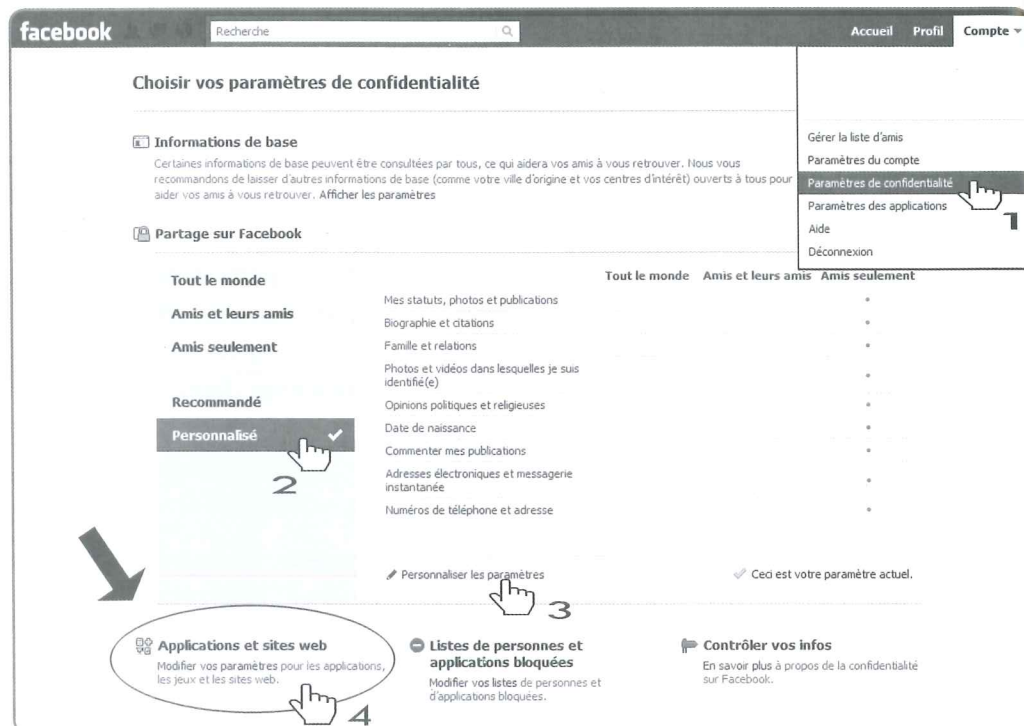 facebook
Recherche
Accueil Profil Compte
Choisir vos paramètres de confidentialité
Gérer la liste d'amis
Paramètres du compte
Paramètres de confidentialité
Paramètres des applications
Aide
Déconnexion
1
Informations de base
Certaines informations de base peuvent être consultées par tous, ce qui aidera vos amis à vous retrouver. Nous vous
recommandons de laisser d'autres informations de base (comme votre ville d'origine et vos centres d'intérêt) ouverts à tous pour
aider vos amis à vous retrouver. Afficher les paramètres
Partage sur Facebook
Tout le monde
Amis et leurs amis
Amis seulement
Recommandé
Personnalisé
2
Tout le monde Amis et leurs amis Amis seulement
Mes statuts, photos et publications
Biographie et citations
Famille et relations
Photos et vidéos dans lesquelles je suis
identifié(e)
Opinions politiques et religieuses
Date de naissance
Commenter mes publications
Adresses électroniques et messagerie
instantanée
Numéros de téléphone et adresse
Personnaliser les paramètres
3
Ceci est votre paramètre actuel.
Applications et sites web
Modifier vos paramètres pour les applications,
les jeux et les sites web.
4
Listes de personnes et
applications bloquées
Modifier vos listes de personnes et
d'applications bloquées.
Contrôler vos infos
En savoir plus à propos de la confidentialité
sur Facebook.